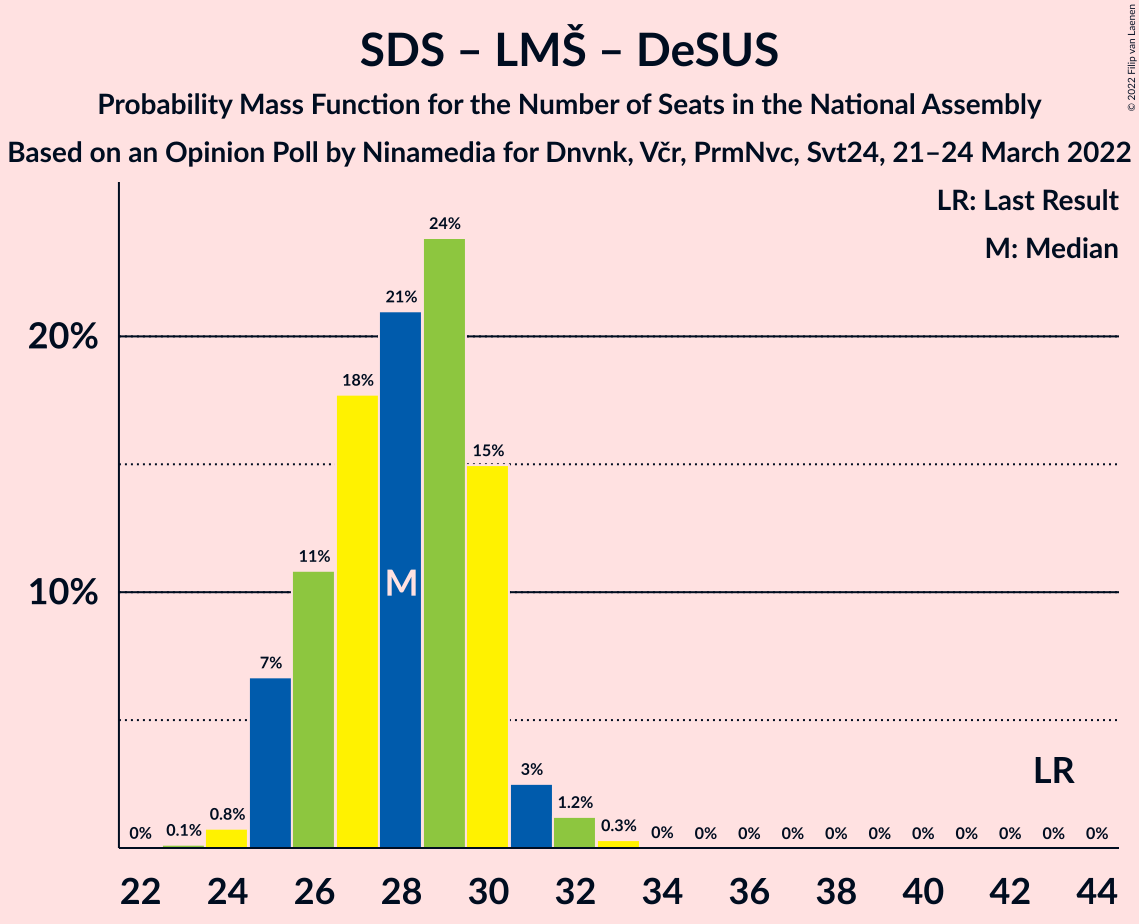 SDS – LMŠ – DeSUS
Probability Mass Function for the Number of Seats in the National Assembly
Based on an Opinion Poll by Ninamedia for Dnvnk, Včr, PrmNvc, Svt24, 21–24 March 2022
© 2022 Filip van Laenen
LR: Last Result
M: Median
20%
10%
0%
0.1%
0.8%
7%
11%
18%
21%
24%
15%
3%
1.2%
0.3%
0%
0%
0%
0%
0%
0%
0%
0%
0%
0%
0%
M
LR
22 24 26 28 30 32 34 36 38 40 42 44